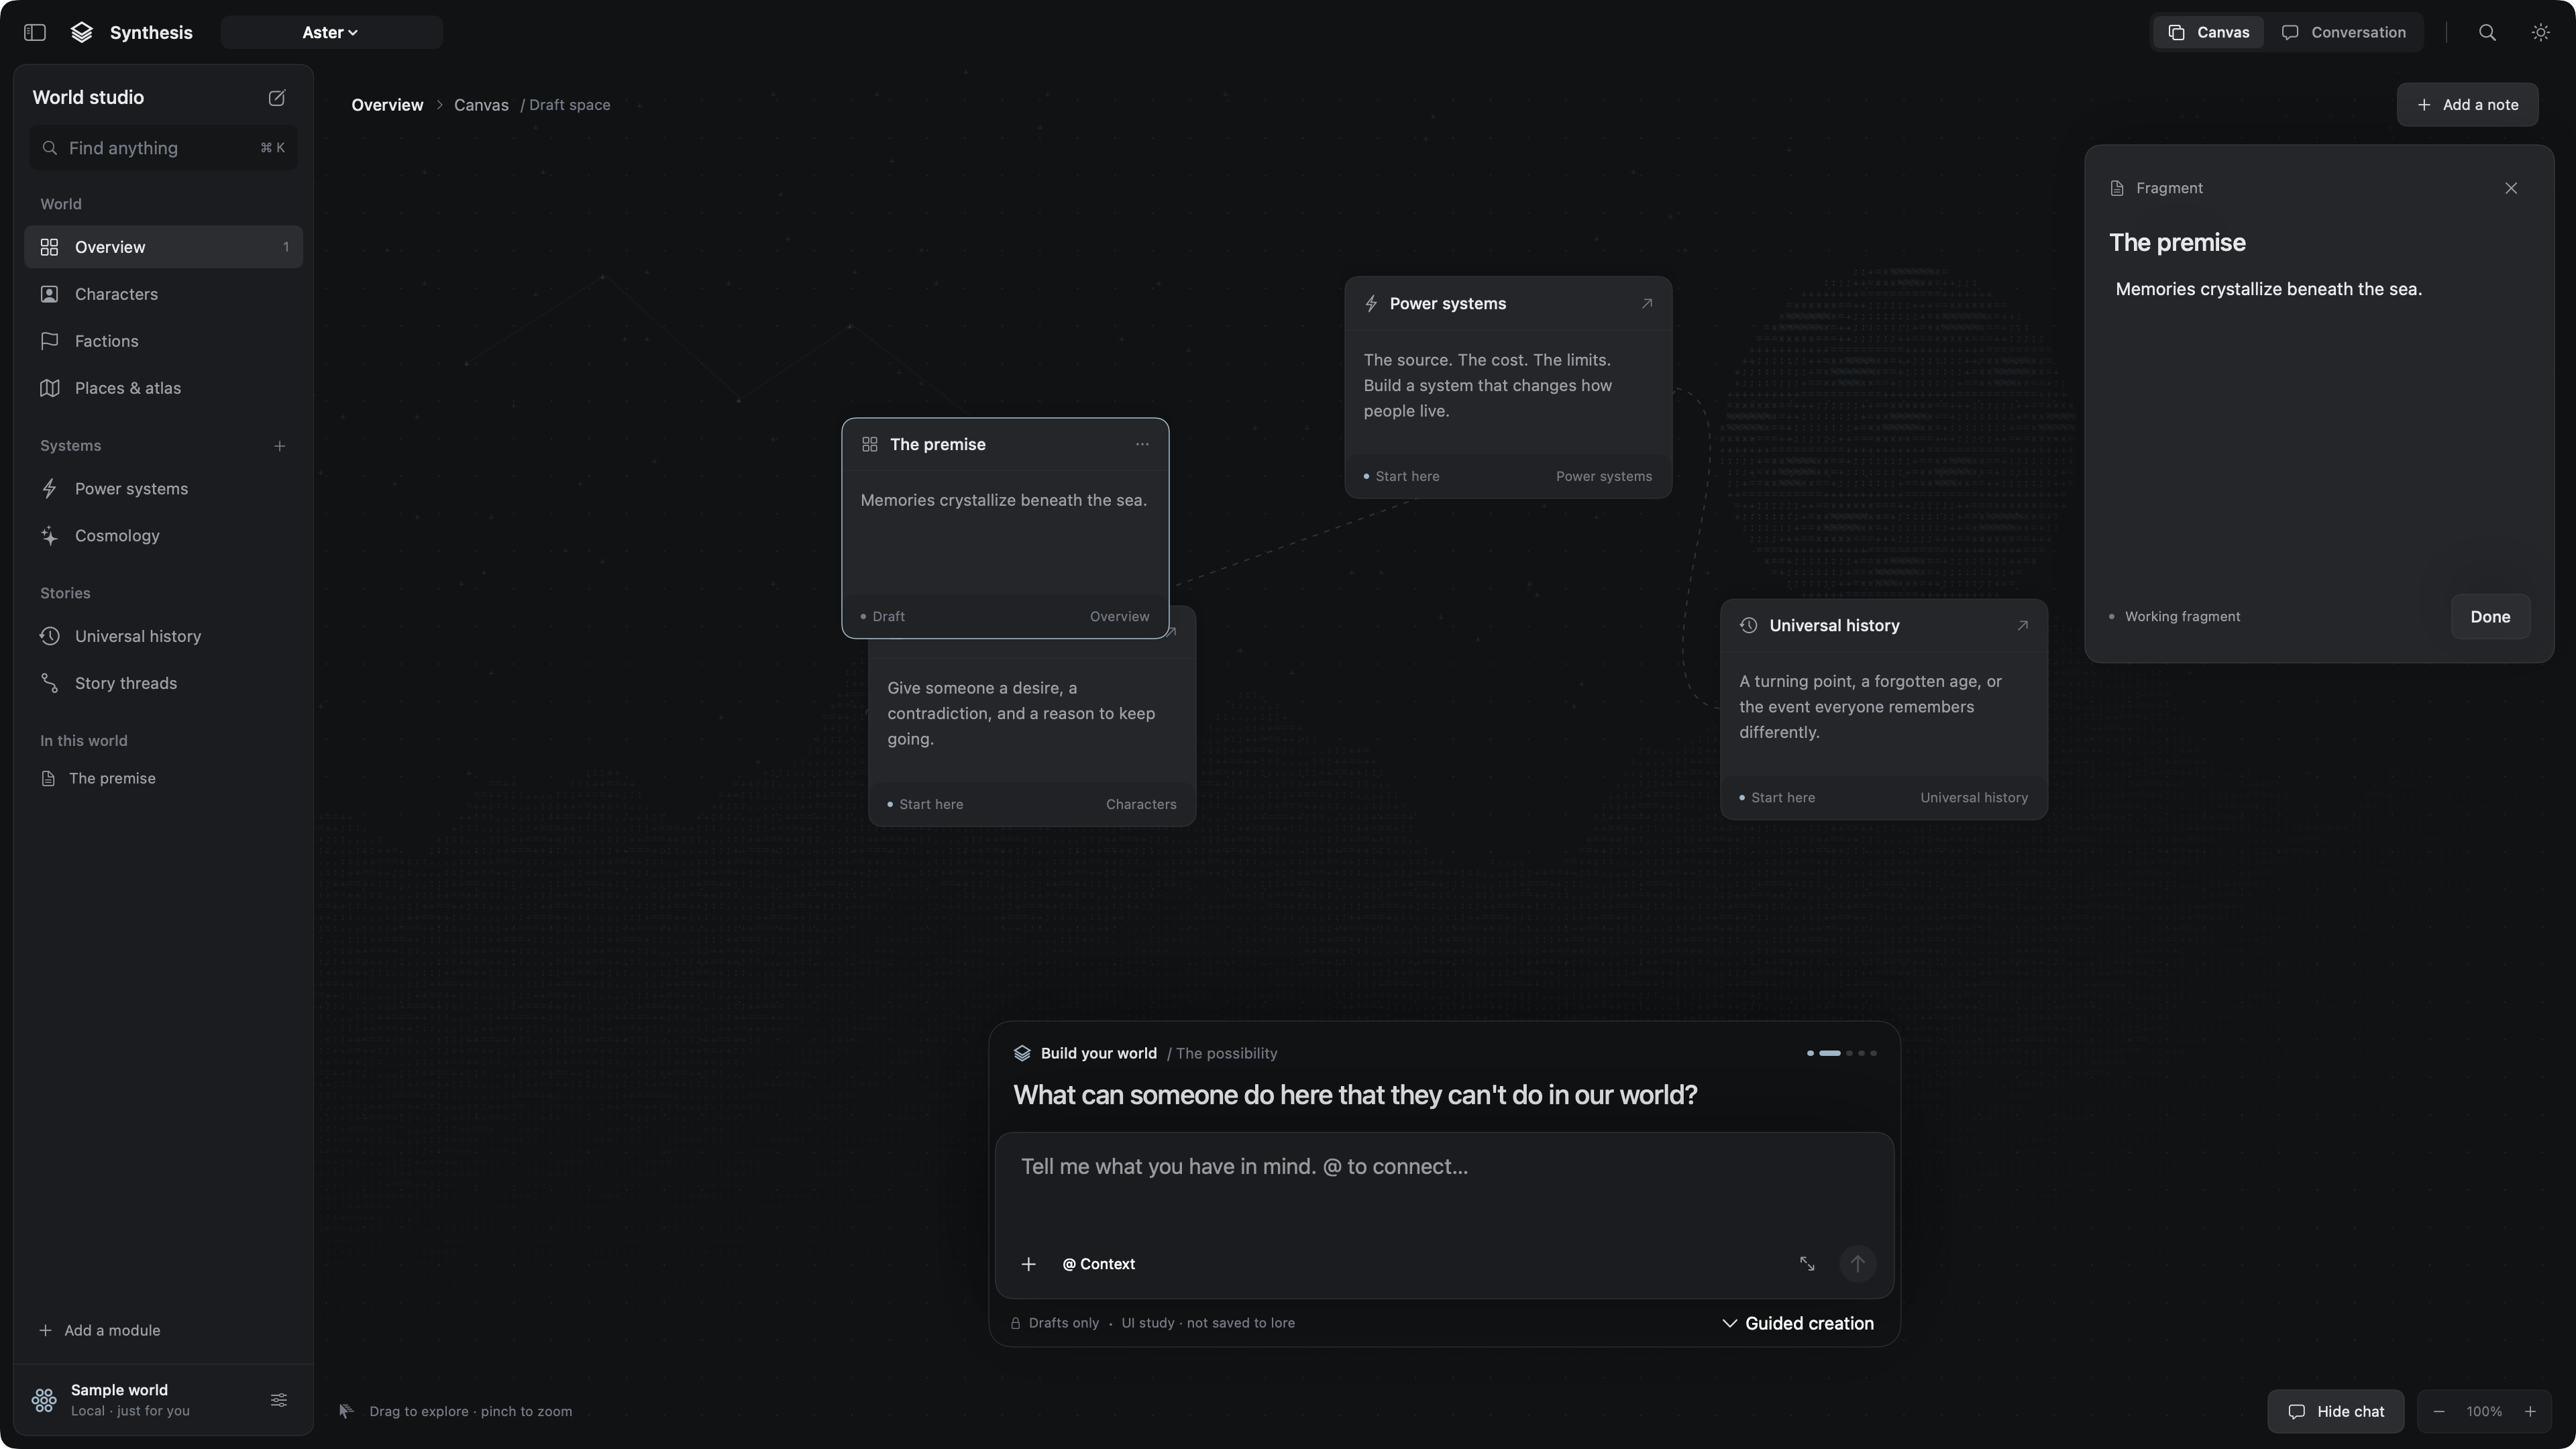 Synthesis
Aster
Canvas
Conversation
World studio
Find anything
⌘ K
World
Overview
1
Characters
Factions
Places & atlas
Systems
Power systems
Cosmology
Stories
Universal history
Story threads
In this world
The premise
Add a module
Sample world
Local · just for you
Overview > Canvas / Draft space
Add a note
Power systems
The source. The cost. The limits.
Build a system that changes how
people live.
Start here
Power systems
The premise
Memories crystallize beneath the sea.
Draft
Overview
Give someone a desire, a
contradiction, and a reason to keep
going.
Start here
Characters
Universal history
A turning point, a forgotten age, or
the event everyone remembers
differently.
Start here
Universal history
Fragment
The premise
Memories crystallize beneath the sea.
Working fragment
Done
Build your world / The possibility
What can someone do here that they can't do in our world?
Tell me what you have in mind. @ to connect...
@ Context
Drafts only · UI study · not saved to lore
Guided creation
Drag to explore · pinch to zoom
Hide chat
100%